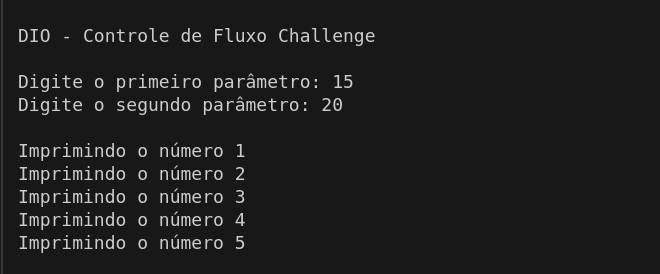 DIO - Controle de Fluxo Challenge
Digite o primeiro parâmetro: 15
Digite o segundo parâmetro: 20
Imprimindo o número 1
Imprimindo o número 2
Imprimindo o número 3
Imprimindo o número 4
Imprimindo o número 5